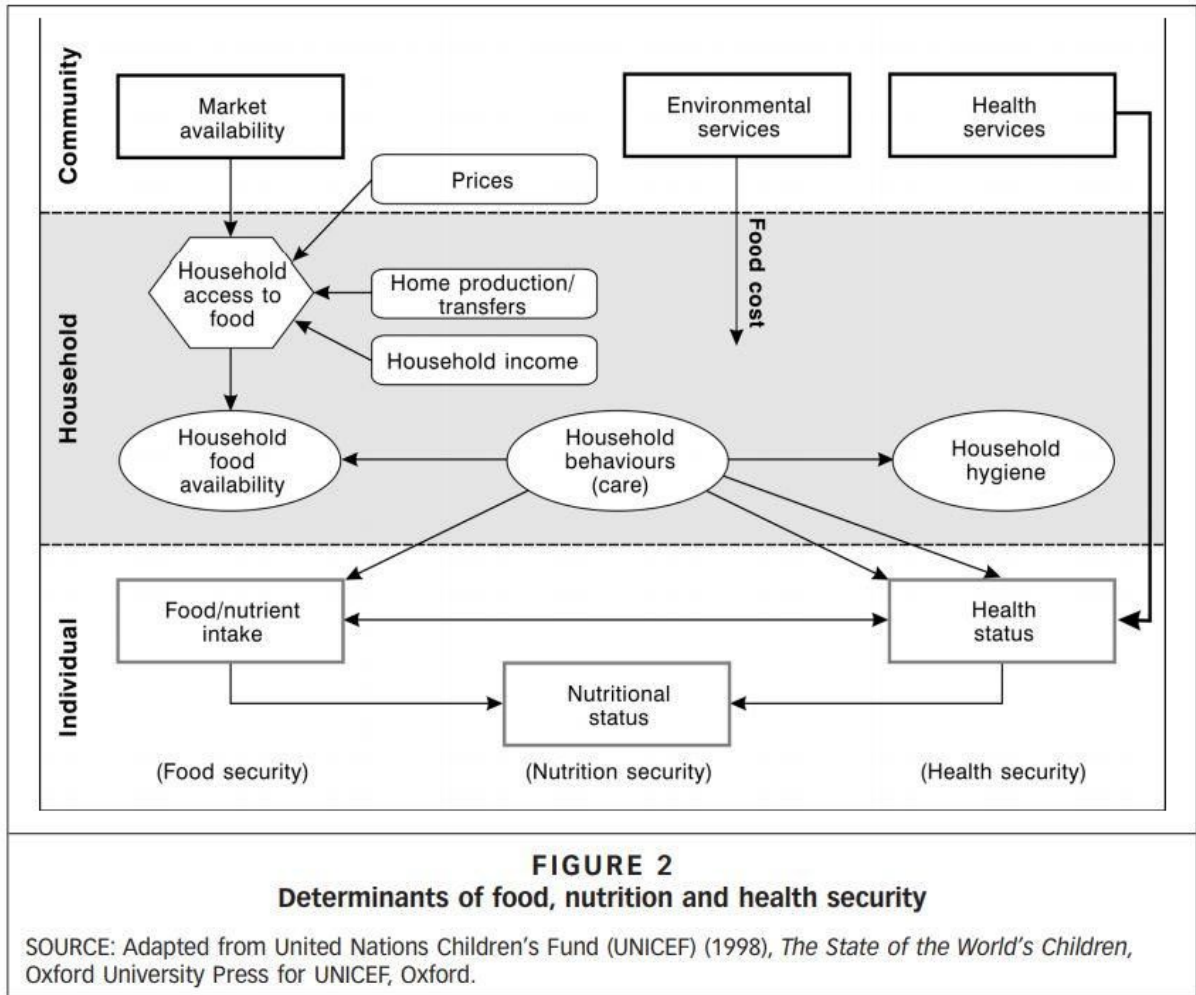 Community
Market
availability
Environmental
services
Health
services
Prices
Household
Household
access to
food
Home production/
transfers
Household income
Food cost
Household
food
availability
Household
behaviours
(care)
Household
hygiene
Individual
Food/nutrient
intake
Health
status
Nutritional
status
(Food security)
(Nutrition security)
(Health security)
FIGURE 2
Determinants of food, nutrition and health security
SOURCE: Adapted from United Nations Children's Fund (UNICEF) (1998), The State of the World's Children,
Oxford University Press for UNICEF, Oxford.